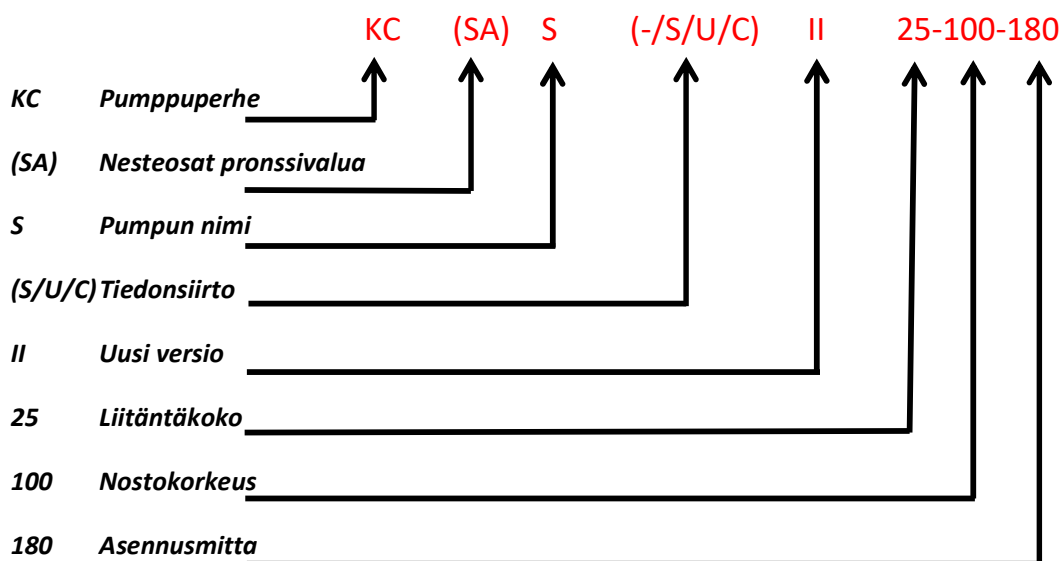 KC (SA) S (-/S/U/C) II 25-100-180
KC Pumppuperhe
(SA) Nesteosat pronssivalua
S Pumpun nimi
(S/U/C) Tiedonsiirto
II Uusi versio
25 Liitäntäkoko
100 Nostokorkeus
180 Asennusmitta